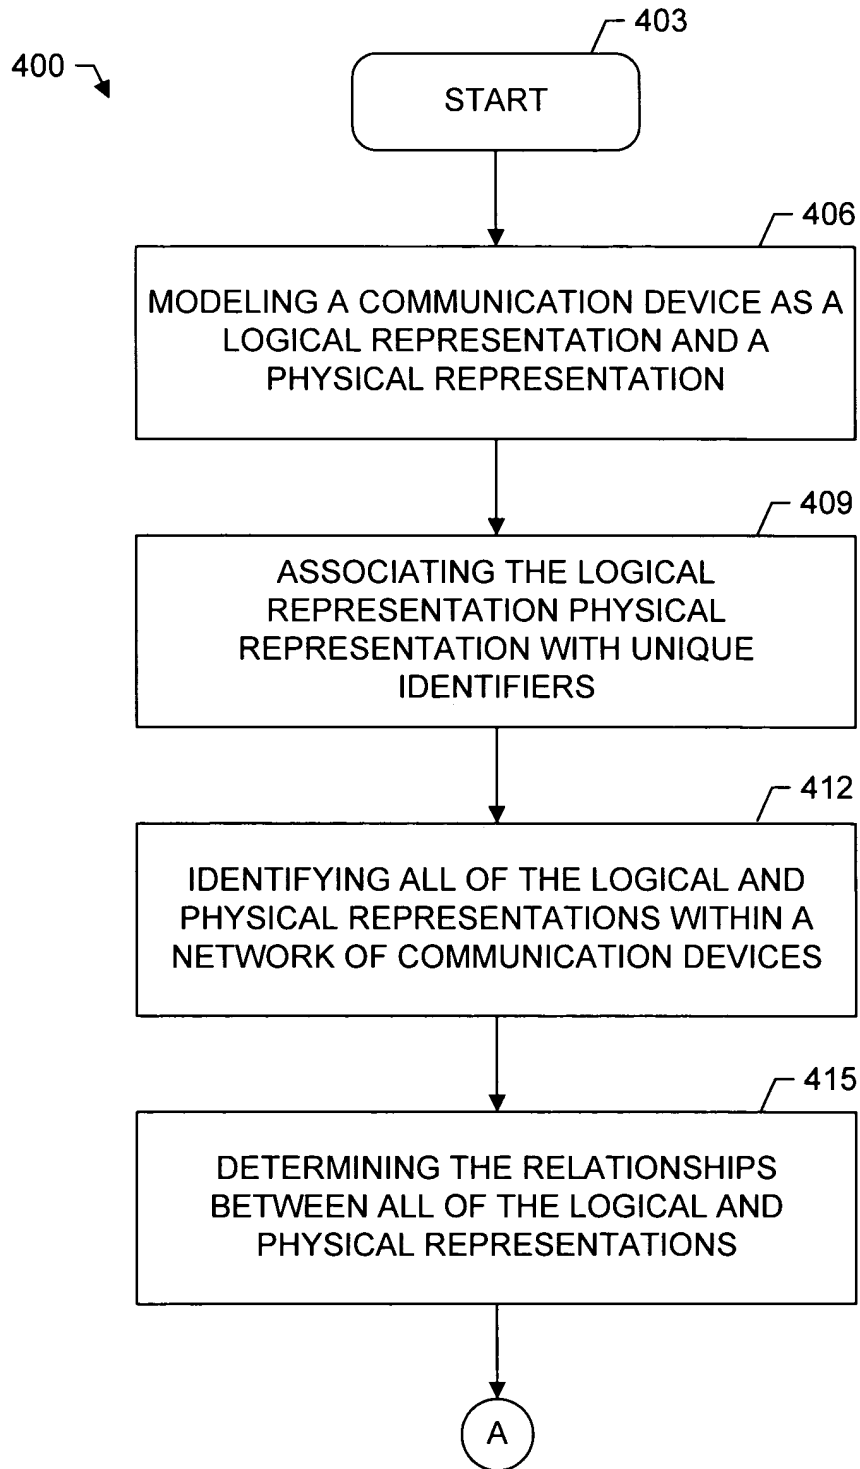 403
400
START
406
MODELING A COMMUNICATION DEVICE AS A
LOGICAL REPRESENTATION AND A
PHYSICAL REPRESENTATION
409
ASSOCIATING THE LOGICAL
REPRESENTATION PHYSICAL
REPRESENTATION WITH UNIQUE
IDENTIFIERS
412
IDENTIFYING ALL OF THE LOGICAL AND
PHYSICAL REPRESENTATIONS WITHIN A
NETWORK OF COMMUNICATION DEVICES
415
DETERMINING THE RELATIONSHIPS
BETWEEN ALL OF THE LOGICAL AND
PHYSICAL REPRESENTATIONS
A